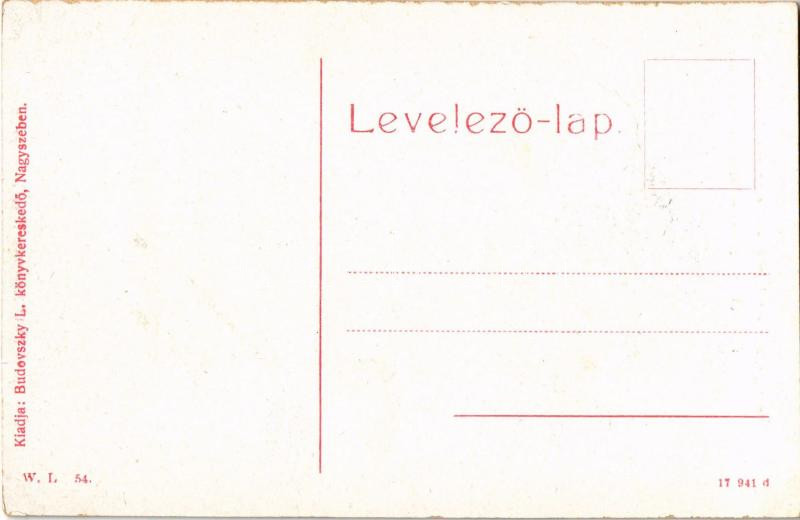 Kiadja: Budovszky L. könyvkereskedő, Nagyszeben.
Levelező-lap.
W. L 54.
17 941 d